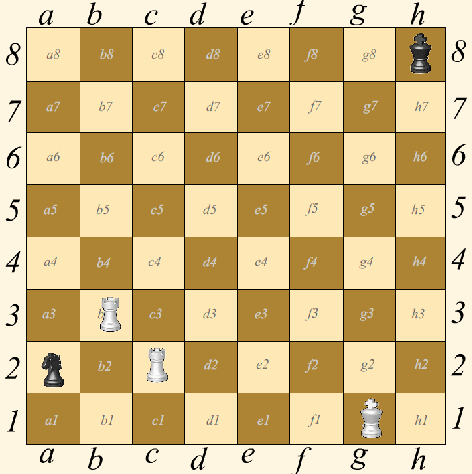 a b c d e f g h
8 a8 b8 c8 d8 e8 f8 g8 8
7 a7 b7 c7 d7 e7 f7 g7 h7 7
6 a6 b6 c6 d6 e6 f6 g6 h6 6
5 a5 b5 c5 d5 e5 f5 g5 h5 5
4 a4 b4 c4 d4 e4 f4 g4 h4 4
3 a3 c3 d3 e3 f3 g3 h3 3
2 b2 d2 e2 f2 g2 h2 2
1 a1 b1 c1 d1 e1 f1 h1 1
a b c d e f g h